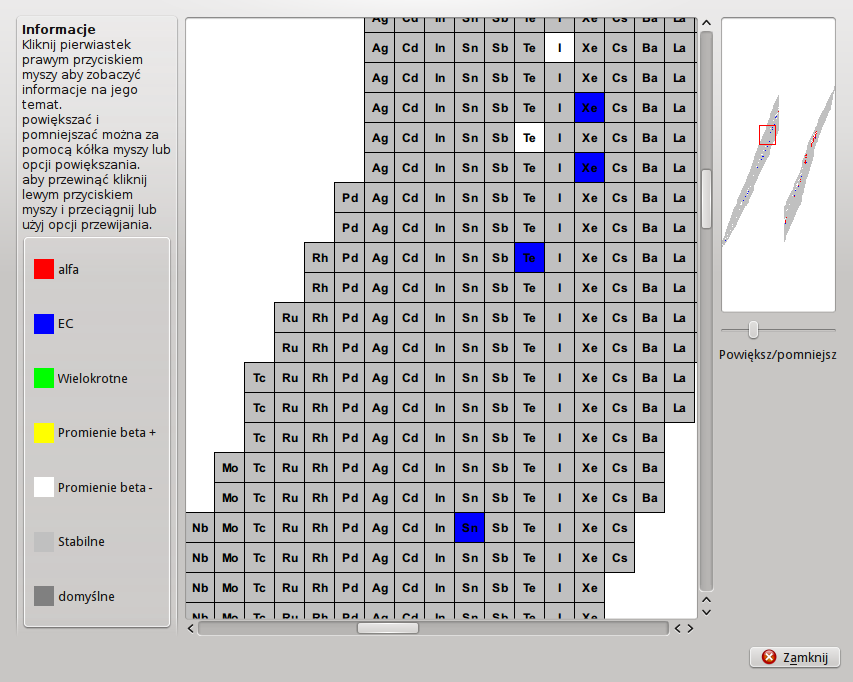 Informacje
Kliknij pierwiastek
prawym przyciskiem
myszy aby zobaczyć
informacje na jego
temat.
powiększać i
pomniejszać można za
pomocą kółka myszy lub
opcji powiększania.
aby przewinąć kliknij
lewym przyciskiem
myszy i przeciągnij lub
użyj opcji przewijania.
alfa
EC
Wielokrotne
Promienie beta +
Promienie beta -
Stabilne
domyślne
Ag Cd In Sn Sb Te I Xe Cs Ba La
Ag Cd In Sn Sb Te I Xe Cs Ba La
Ag Cd In Sn Sb Te I Xe Cs Ba La
Ag Cd In Sn Sb Te I Xe Cs Ba La
Ag Cd In Sn Sb Te I Xe Cs Ba La
Ag Cd In Sn Sb Te I Xe Cs Ba La
Pd Ag Cd In Sn Sb Te I Xe Cs Ba La
Pd Ag Cd In Sn Sb Te I Xe Cs Ba La
Rh Pd Ag Cd In Sn Sb Te I Xe Cs Ba La
Rh Pd Ag Cd In Sn Sb Te I Xe Cs Ba La
Ru Rh Pd Ag Cd In Sn Sb Te I Xe Cs Ba La
Ru Rh Pd Ag Cd In Sn Sb Te I Xe Cs Ba La
Tc Ru Rh Pd Ag Cd In Sn Sb Te I Xe Cs Ba La
Tc Ru Rh Pd Ag Cd In Sn Sb Te I Xe Cs Ba La
Tc Ru Rh Pd Ag Cd In Sn Sb Te I Xe Cs Ba
Mo Tc Ru Rh Pd Ag Cd In Sn Sb Te I Xe Cs Ba
Mo Tc Ru Rh Pd Ag Cd In Sn Sb Te I Xe Cs Ba
Nb Mo Tc Ru Rh Pd Ag Cd In Sn Sb Te I Xe Cs
Nb Mo Tc Ru Rh Pd Ag Cd In Sn Sb Te I Xe Cs
Nb Mo Tc Ru Rh Pd Ag Cd In Sn Sb Te I Xe
Nb Mo Tc Ru Rh Pd Ag Cd In Sn Sb Te I Xe
Powiększ/pomniejsz
Zamknij